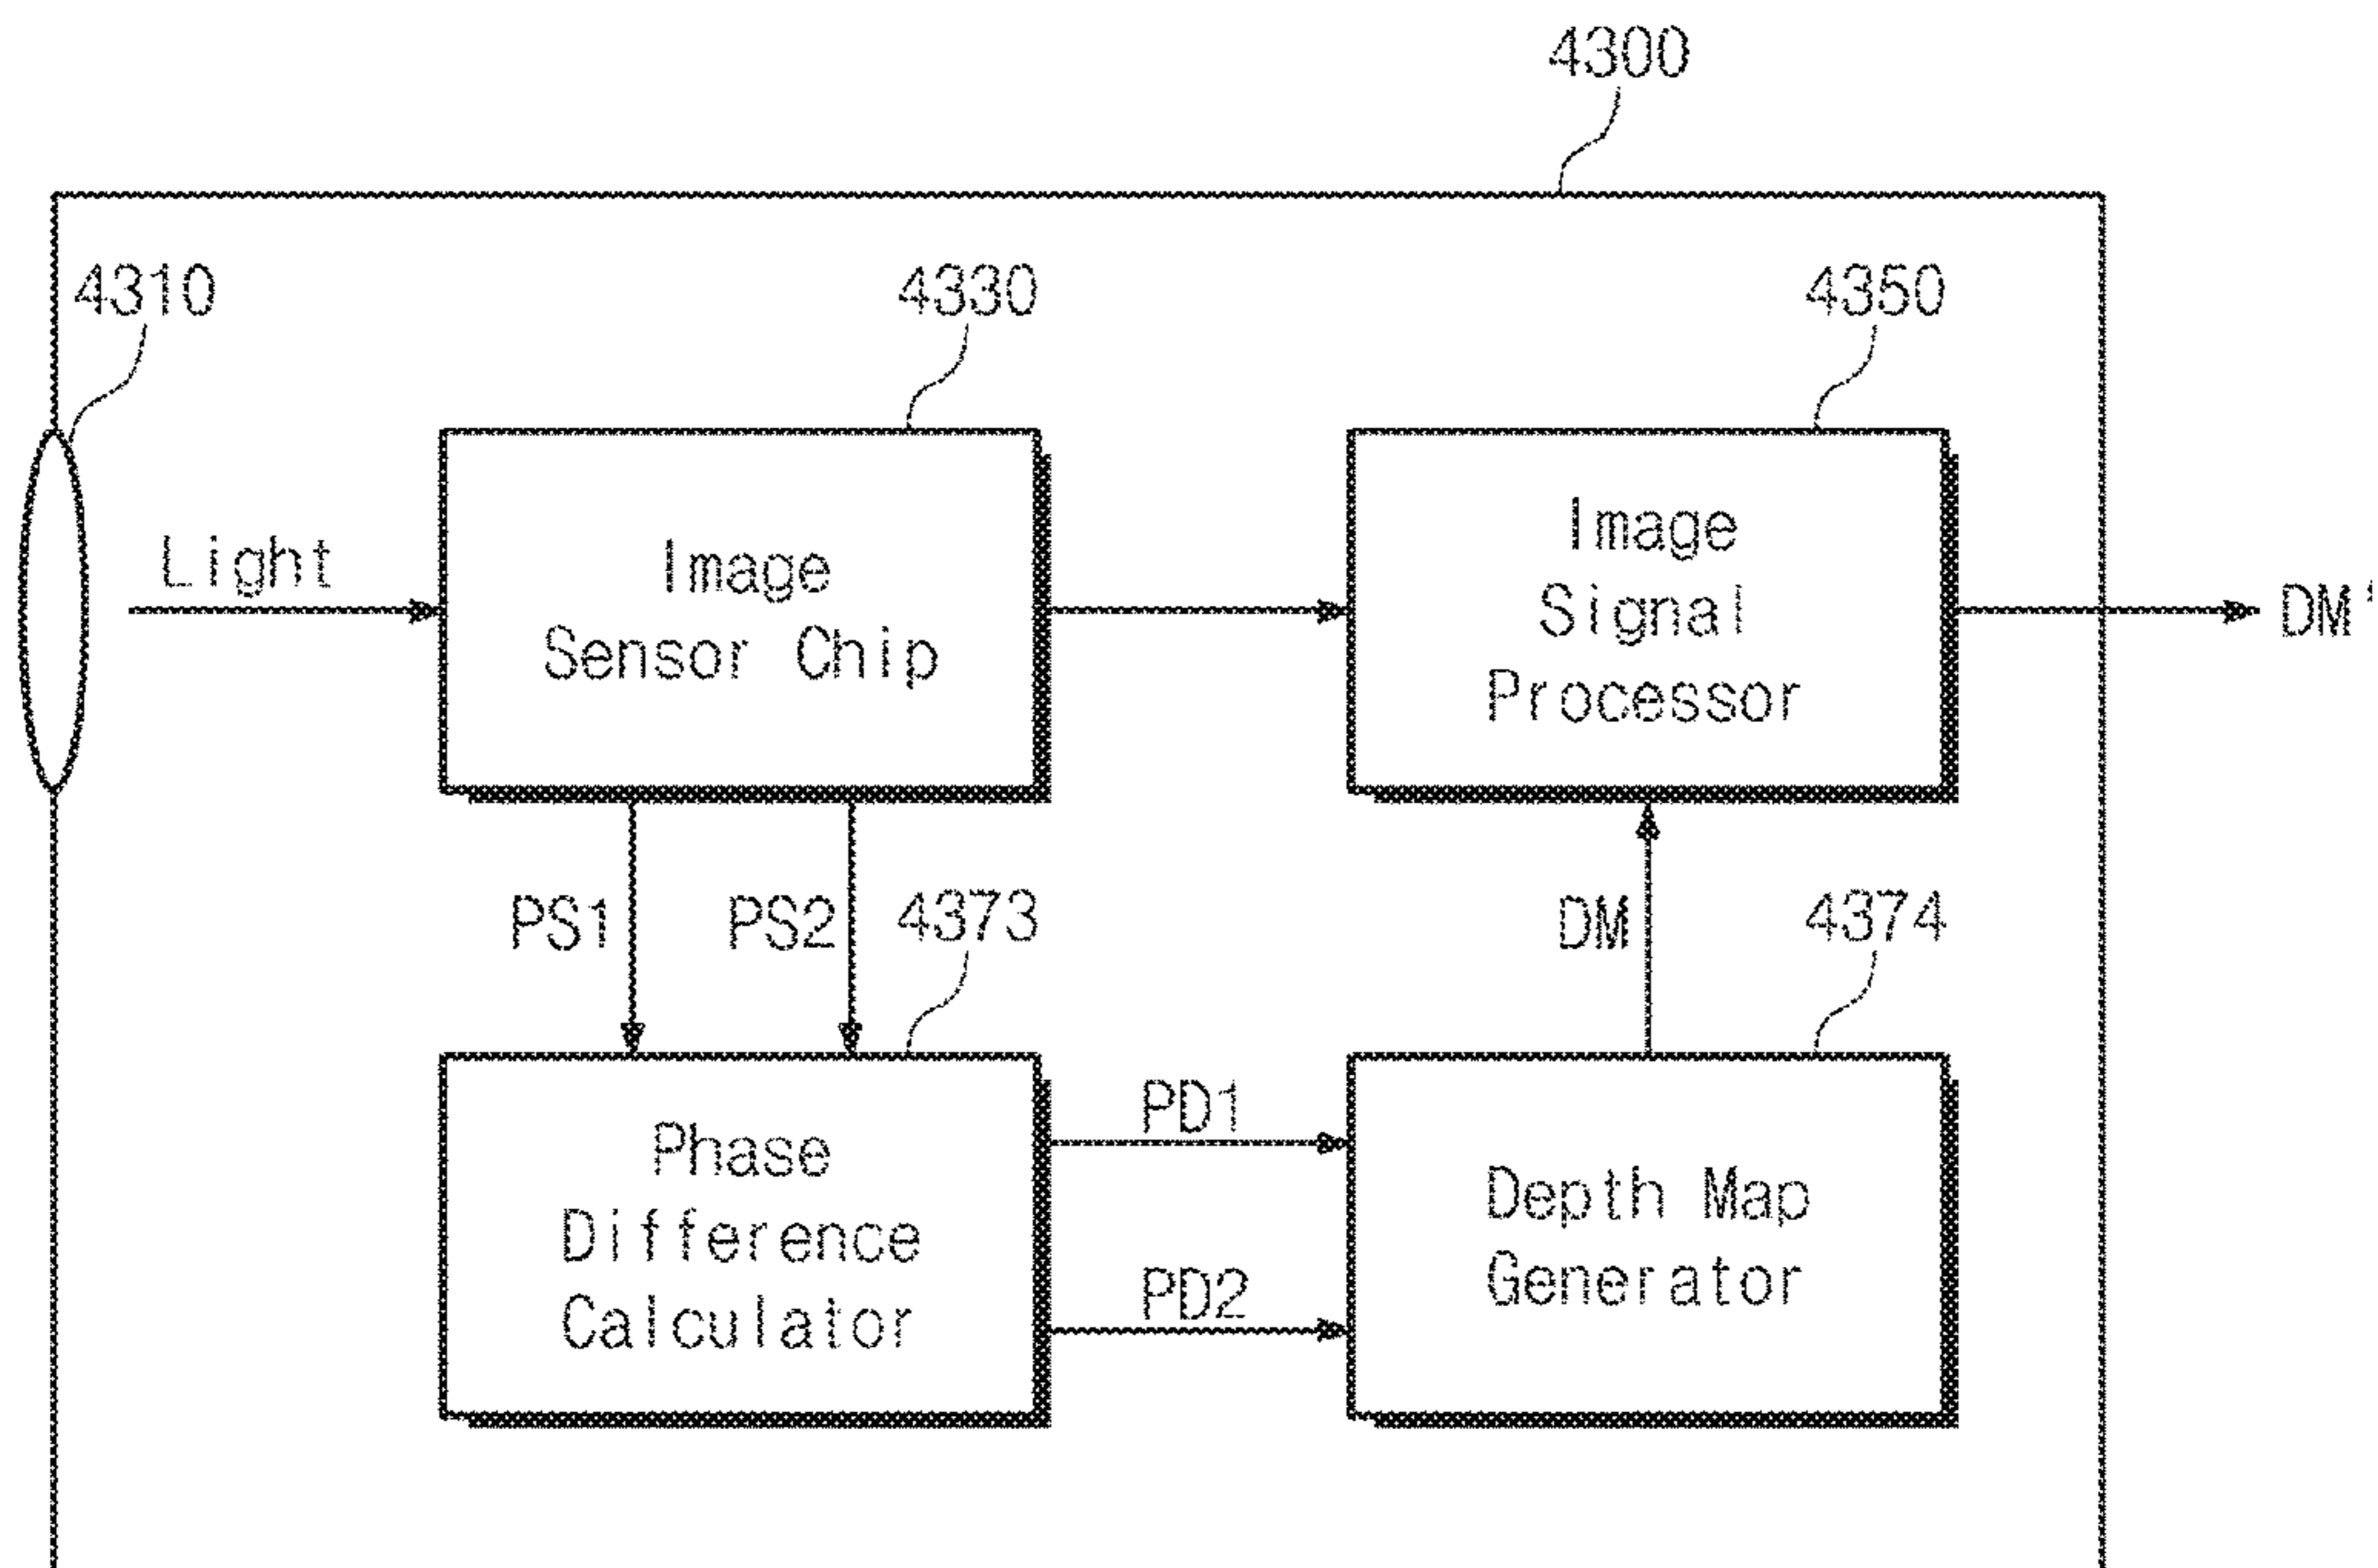 4300
4310
4330
4350
Light
Image
Sensor Chip
Image
Signal
Processor
DM'
PS1
PS2
4373
DM
4374
Phase
Difference
Calculator
PD1
PD2
Depth Map
Generator